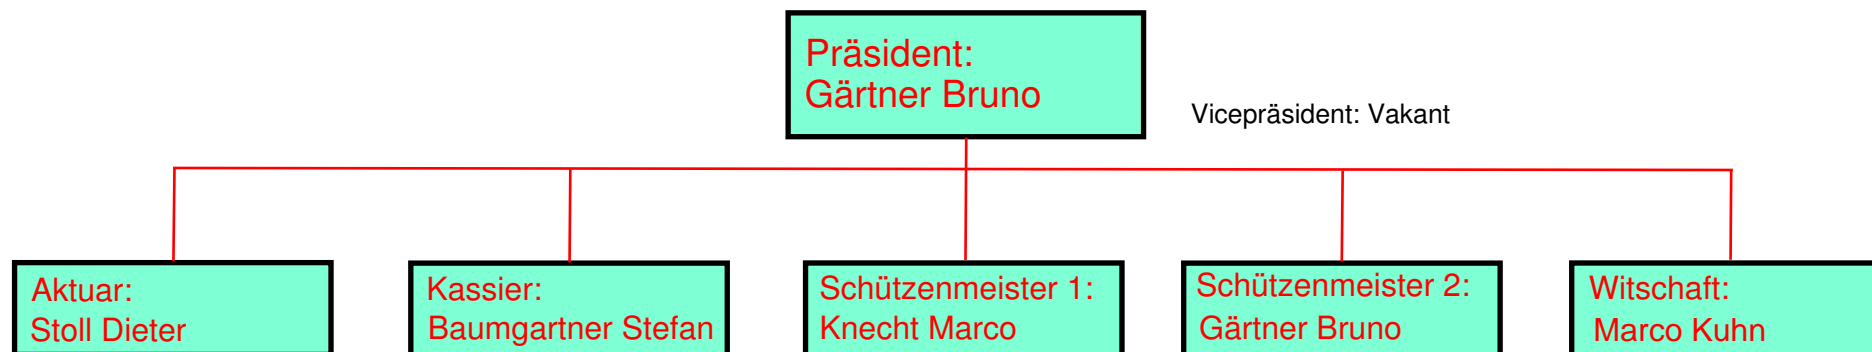 Präsident:
Gärtner Bruno
Vicepräsident: Vakant
Aktuar:
Stoll Dieter
Kassier:
Baumgartner Stefan
Schützenmeister 1:
Knecht Marco
Schützenmeister 2:
Gärtner Bruno
Witschaft:
Marco Kuhn